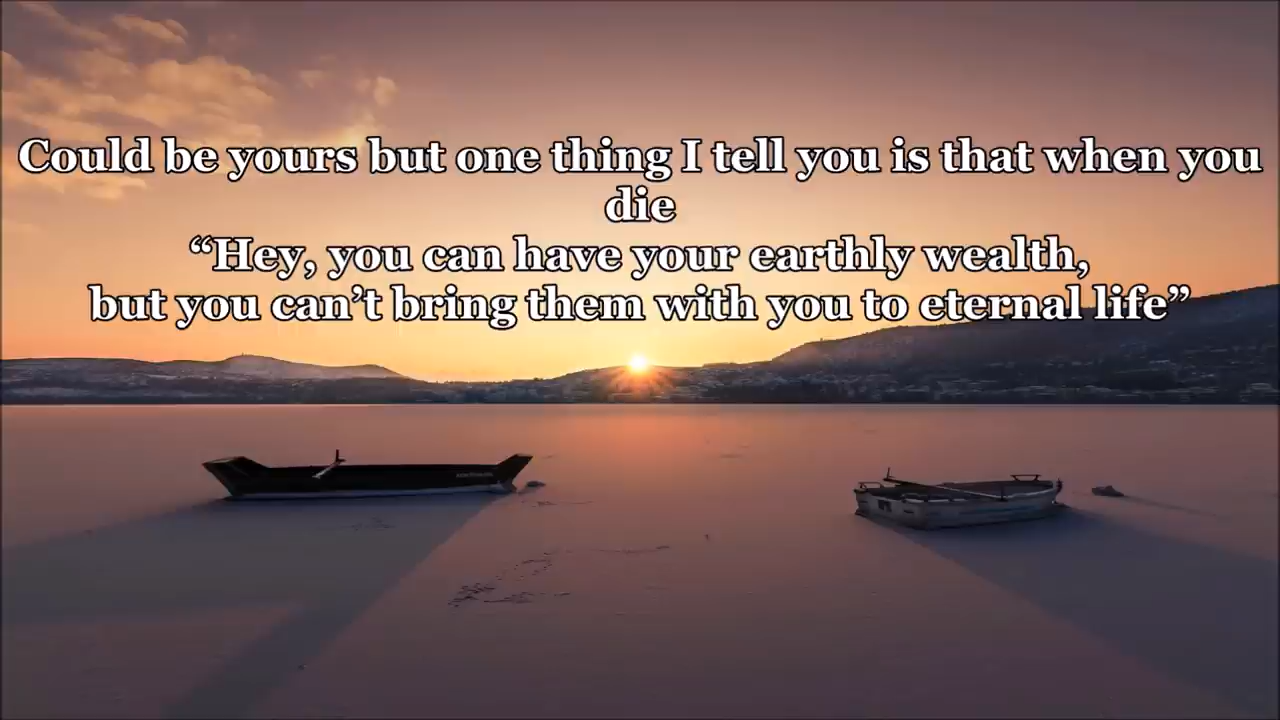 Could be yours but one thing I tell you is that when you
die
“Hey, you can have your earthly wealth,
but you can’t bring them with you to eternal life”